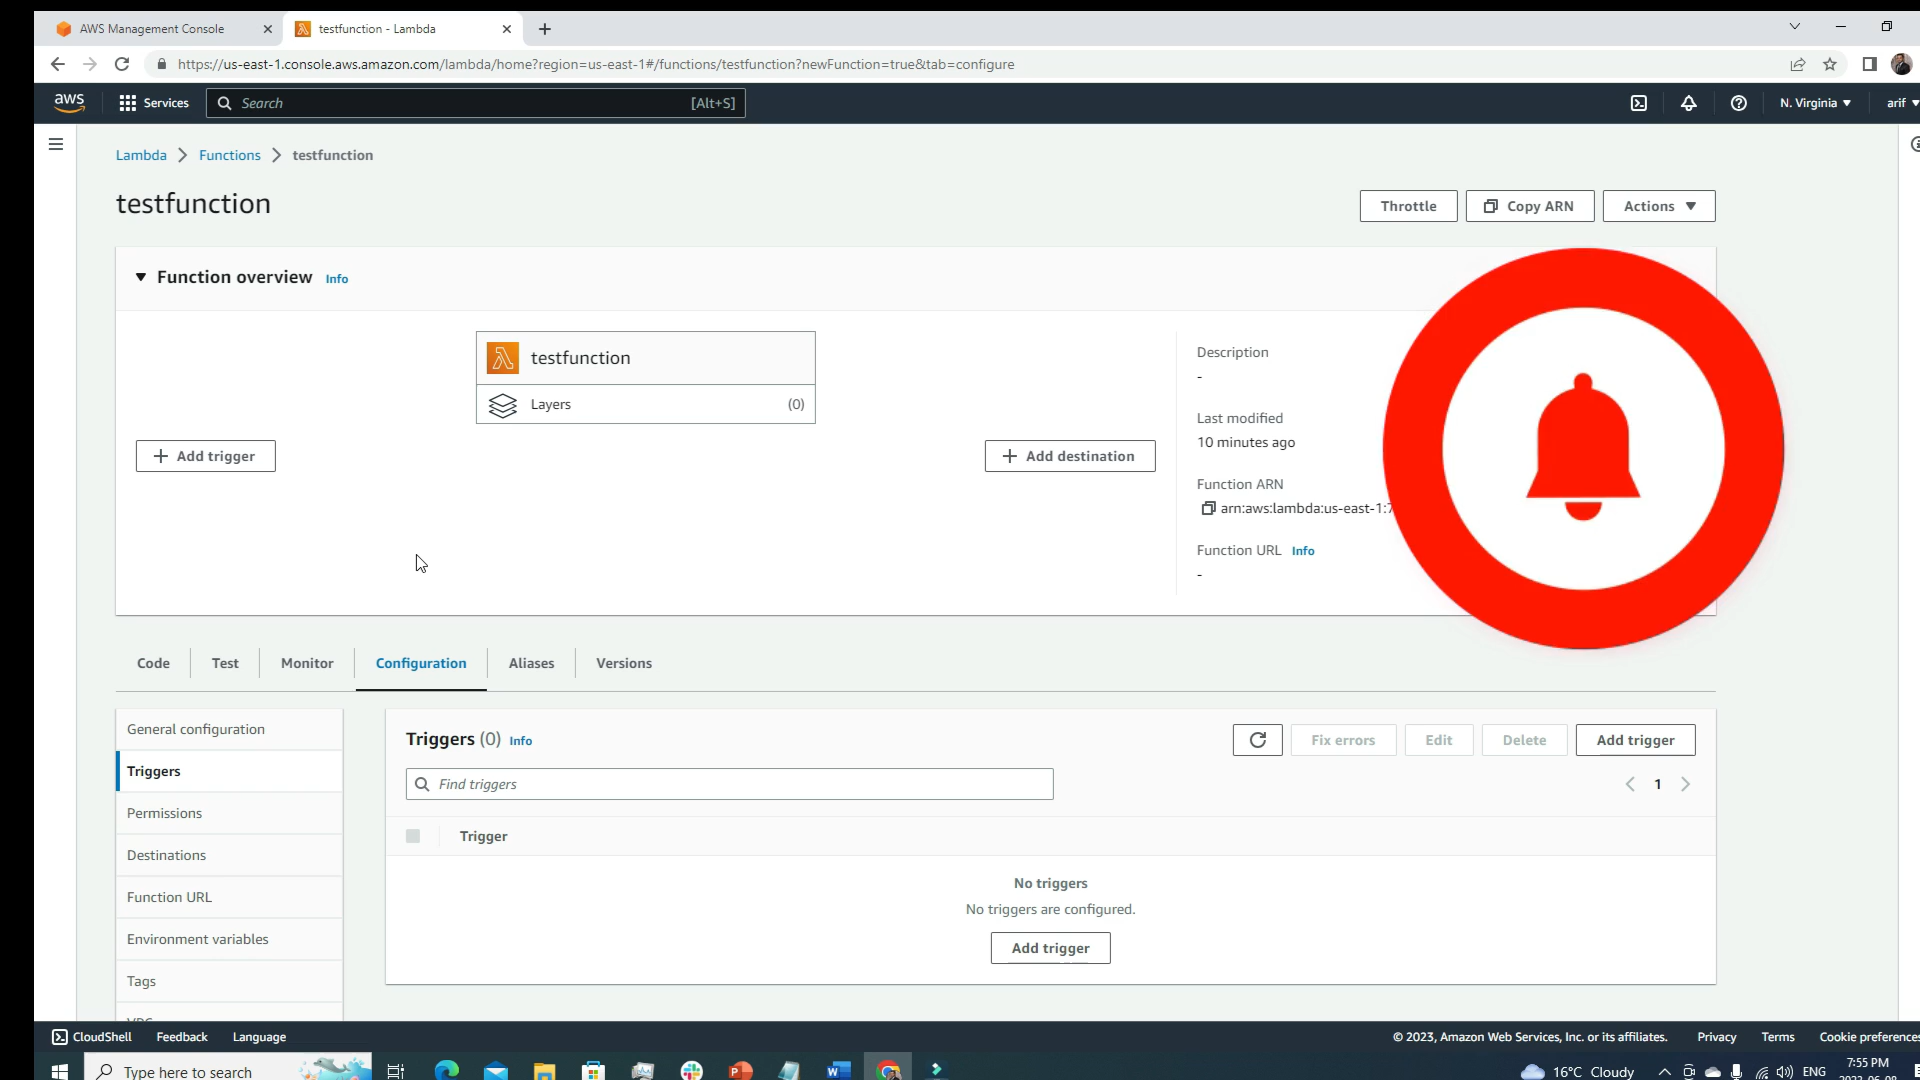 AWS Management Console
testfunction - Lambda
https://us-east-1.console.aws.amazon.com/lambda/home?region=us-east-1#/functions/testfunction?newFunction=true&tab=configure
aws
Services
Search
[Alt+S]
N. Virginia
arif
Lambda > Functions > testfunction
testfunction
Throttle
Copy ARN
Actions
Function overview Info
testfunction
Layers (0)
Add trigger
Add destination
Description
-
Last modified
10 minutes ago
Function ARN
arn:aws:lambda:us-east-1:7
Function URL Info
-
Code
Test
Monitor
Configuration
Aliases
Versions
General configuration
Triggers
Permissions
Destinations
Function URL
Environment variables
Tags
Triggers (0) Info
Fix errors
Edit
Delete
Add trigger
Find triggers
1
Trigger
No triggers
No triggers are configured.
Add trigger
CloudShell
Feedback
Language
© 2023, Amazon Web Services, Inc. or its affiliates.
Privacy
Terms
Cookie preferences
Type here to search
16°C Cloudy
ENG
7:55 PM